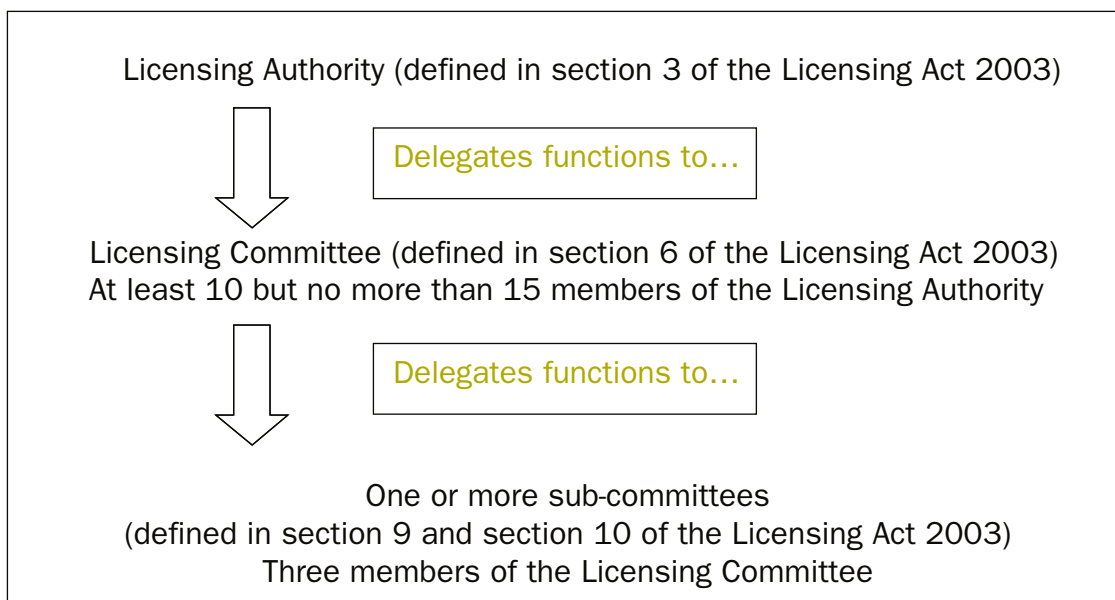 Licensing Authority (defined in section 3 of the Licensing Act 2003)
Delegates functions to…
Licensing Committee (defined in section 6 of the Licensing Act 2003)
At least 10 but no more than 15 members of the Licensing Authority
Delegates functions to…
One or more sub-committees
(defined in section 9 and section 10 of the Licensing Act 2003)
Three members of the Licensing Committee